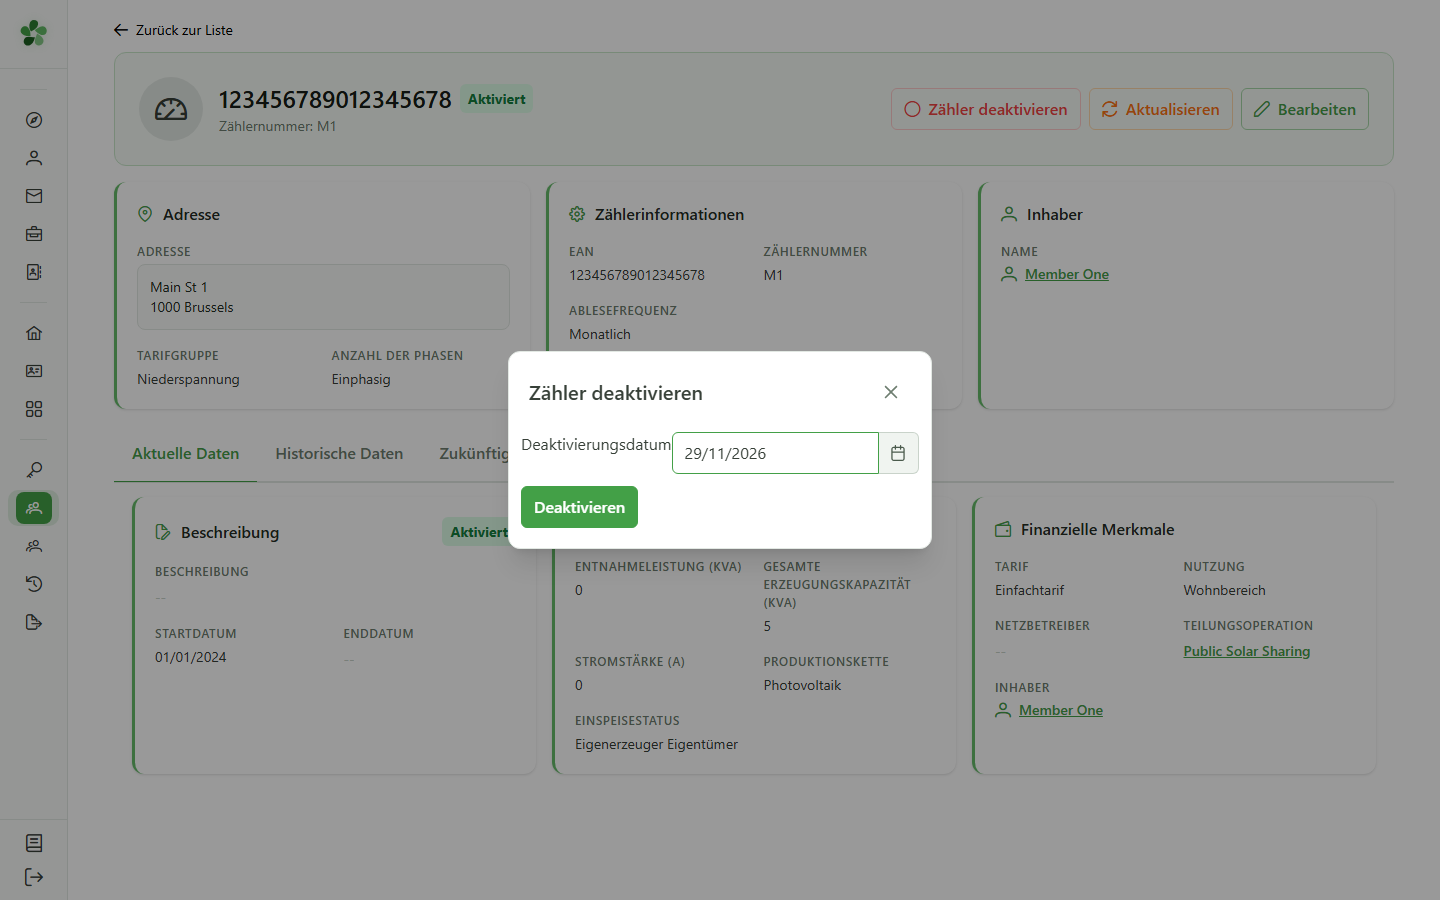 Zurück zur Liste
123456789012345678
Aktiviert
Zählernummer: M1
Zähler deaktivieren
Aktualisieren
Bearbeiten
Adresse
ADRESSE
Main St 1
1000 Brussels
TARIFGRUPPE
ANZAHL DER PHASEN
Niederspannung
Einphasig
Zählerinformationen
EAN
ZÄHLERNUMMER
123456789012345678
M1
ABLESEFREQUENZ
Monatlich
Inhaber
NAME
Member One
Zähler deaktivieren
Deaktivierungsdatum
29/11/2026
Deaktivieren
Aktuelle Daten
Historische Daten
Zukünftig
Beschreibung
Aktiviert
BESCHREIBUNG
--
STARTDATUM
ENDDATUM
01/01/2024
--
ENTNAHMELEISTUNG (KVA)
GESAMTE
ERZEUGUNGSKAPAZITÄT
(KVA)
0
5
STROMSTÄRKE (A)
PRODUKTIONSKETTE
0
Photovoltaik
EINSPEISESTATUS
Eigenerzeuger Eigentümer
Finanzielle Merkmale
TARIF
NUTZUNG
Einfachtarif
Wohnbereich
NETZBETREIBER
TEILUNGSOPERATION
--
Public Solar Sharing
INHABER
Member One